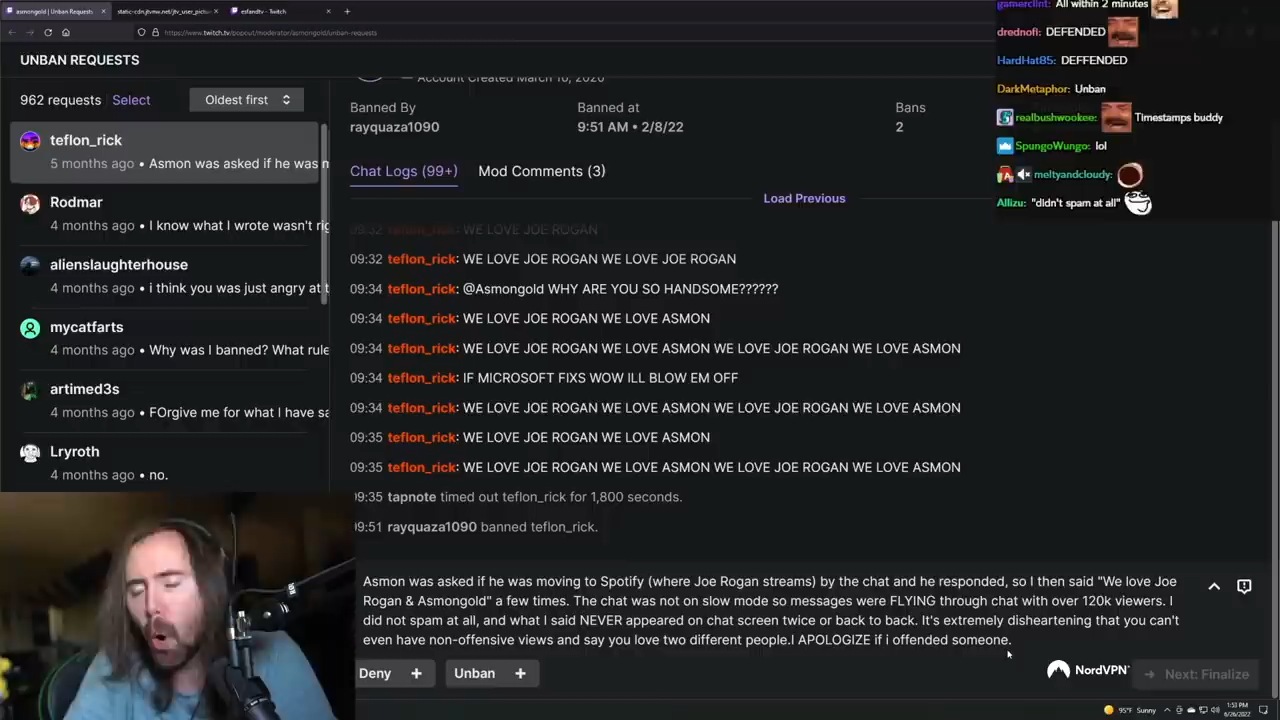 asmongold | Unban Requests
static-cdn.jtvnw.net/jtv_user_pictur
esfandtv - Twitch
https://www.twitch.tv/popout/moderator/asmongold/unban-requests
UNBAN REQUESTS
962 requests Select Oldest first
teflon_rick
5 months ago • Asmon was asked if he was m
Rodmar
4 months ago • I know what I wrote wasn't rig
alienslaughterhouse
4 months ago • i think you was just angry at t
mycatfarts
4 months ago • Why was I banned? What rule
artimed3s
4 months ago • FOrgive me for what I have sa
Lryroth
4 months ago • no.
— Account Created March 16, 2020
Banned By Banned at Bans
rayquaza1090 9:51 AM • 2/8/22 2
Chat Logs (99+) Mod Comments (3)
Load Previous
09:32 teflon_rick: WE LOVE JOE ROGAN
09:32 teflon_rick: WE LOVE JOE ROGAN WE LOVE JOE ROGAN
09:34 teflon_rick: @Asmongold WHY ARE YOU SO HANDSOME??????
09:34 teflon_rick: WE LOVE JOE ROGAN WE LOVE ASMON
09:34 teflon_rick: WE LOVE JOE ROGAN WE LOVE ASMON WE LOVE JOE ROGAN WE LOVE ASMON
09:34 teflon_rick: IF MICROSOFT FIXS WOW ILL BLOW EM OFF
09:34 teflon_rick: WE LOVE JOE ROGAN WE LOVE ASMON WE LOVE JOE ROGAN WE LOVE ASMON
09:35 teflon_rick: WE LOVE JOE ROGAN WE LOVE ASMON
09:35 teflon_rick: WE LOVE JOE ROGAN WE LOVE ASMON WE LOVE JOE ROGAN WE LOVE ASMON
09:35 tapnote timed out teflon_rick for 1,800 seconds.
09:51 rayquaza1090 banned teflon_rick.
Asmon was asked if he was moving to Spotify (where Joe Rogan streams) by the chat and he responded, so I then said "We love Joe
Rogan & Asmongold" a few times. The chat was not on slow mode so messages were FLYING through chat with over 120k viewers. I
did not spam at all, and what I said NEVER appeared on chat screen twice or back to back. It's extremely disheartening that you can't
even have non-offensive views and say you love two different people.I APOLOGIZE if i offended someone.
Deny + Unban +
NordVPN
Next: Finalize
95°F Sunny
1:53 PM
6/26/2022
gamerclint: All within 2 minutes
drednofi: DEFENDED
HardHat85: DEFFENDED
DarkMetaphor: Unban
realbushwookee: Timestamps buddy
SpungoWungo: lol
meltyandcloudy:
Allizu: "didn't spam at all"